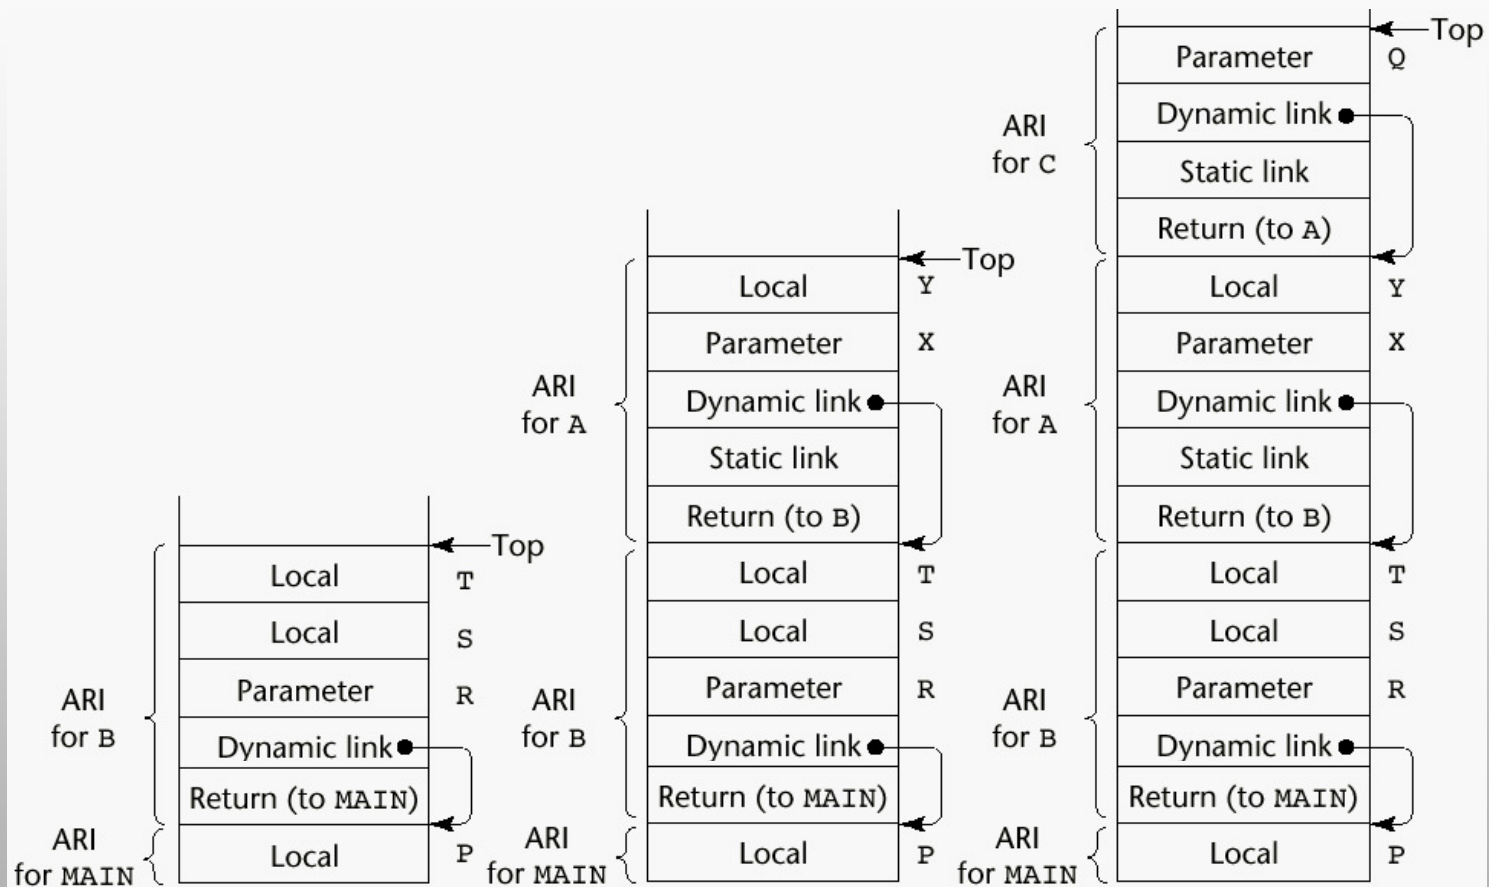 Top
Local T
Local S
ARI
for B
Parameter R
Dynamic link
Return (to MAIN)
ARI
for MAIN
Local P
Top
ARI
for A
Local Y
Parameter X
Dynamic link
Static link
Return (to B)
ARI
for B
Local T
Local S
Parameter R
Dynamic link
Return (to MAIN)
ARI
for MAIN
Local P
Top
ARI
for C
Parameter Q
Dynamic link
Static link
Return (to A)
ARI
for A
Local Y
Parameter X
Dynamic link
Static link
Return (to B)
ARI
for B
Local T
Local S
Parameter R
Dynamic link
Return (to MAIN)
ARI
for MAIN
Local P